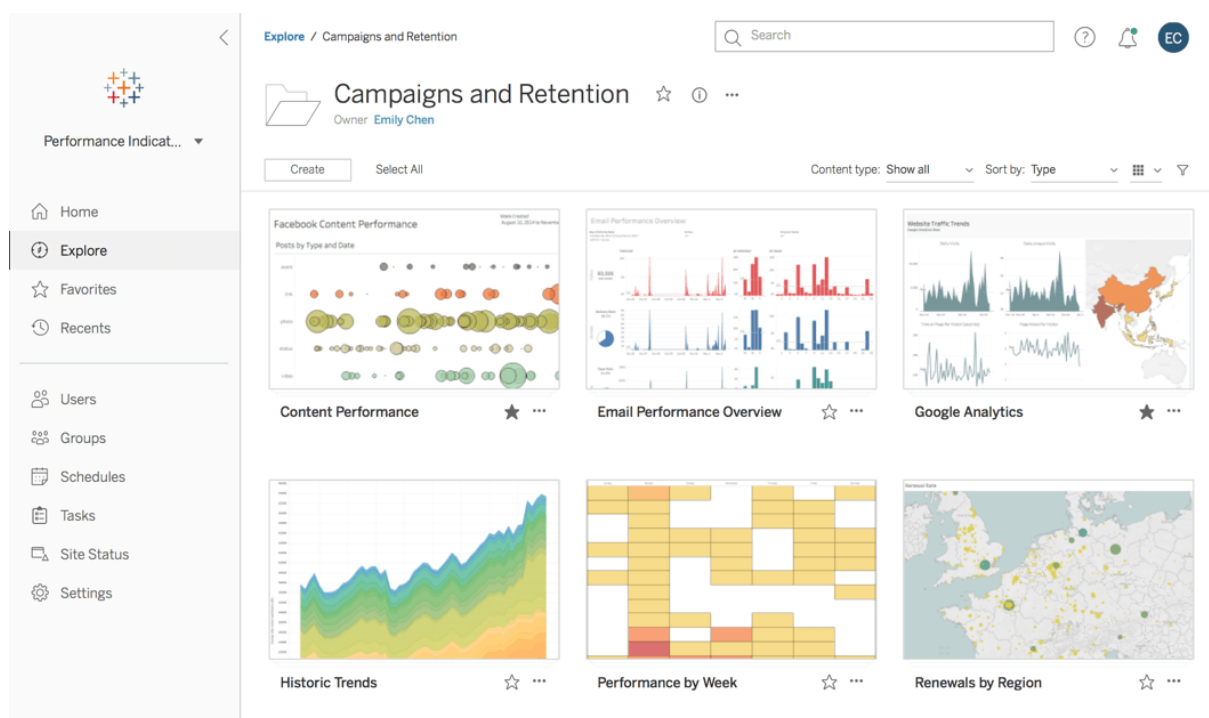 Explore / Campaigns and Retention
Search
EC
Campaigns and Retention
Owner Emily Chen
Performance Indicat...
Create
Select All
Content type: Show all
Sort by: Type
Home
Explore
Favorites
Recents
Users
Groups
Schedules
Tasks
Site Status
Settings
Facebook Content Performance
Posts by Type and Date
Content Performance
Email Performance Overview
Email Performance Overview
Website Traffic Trends
Google Analytics
Historic Trends
Performance by Week
Renewal Rate
Renewals by Region